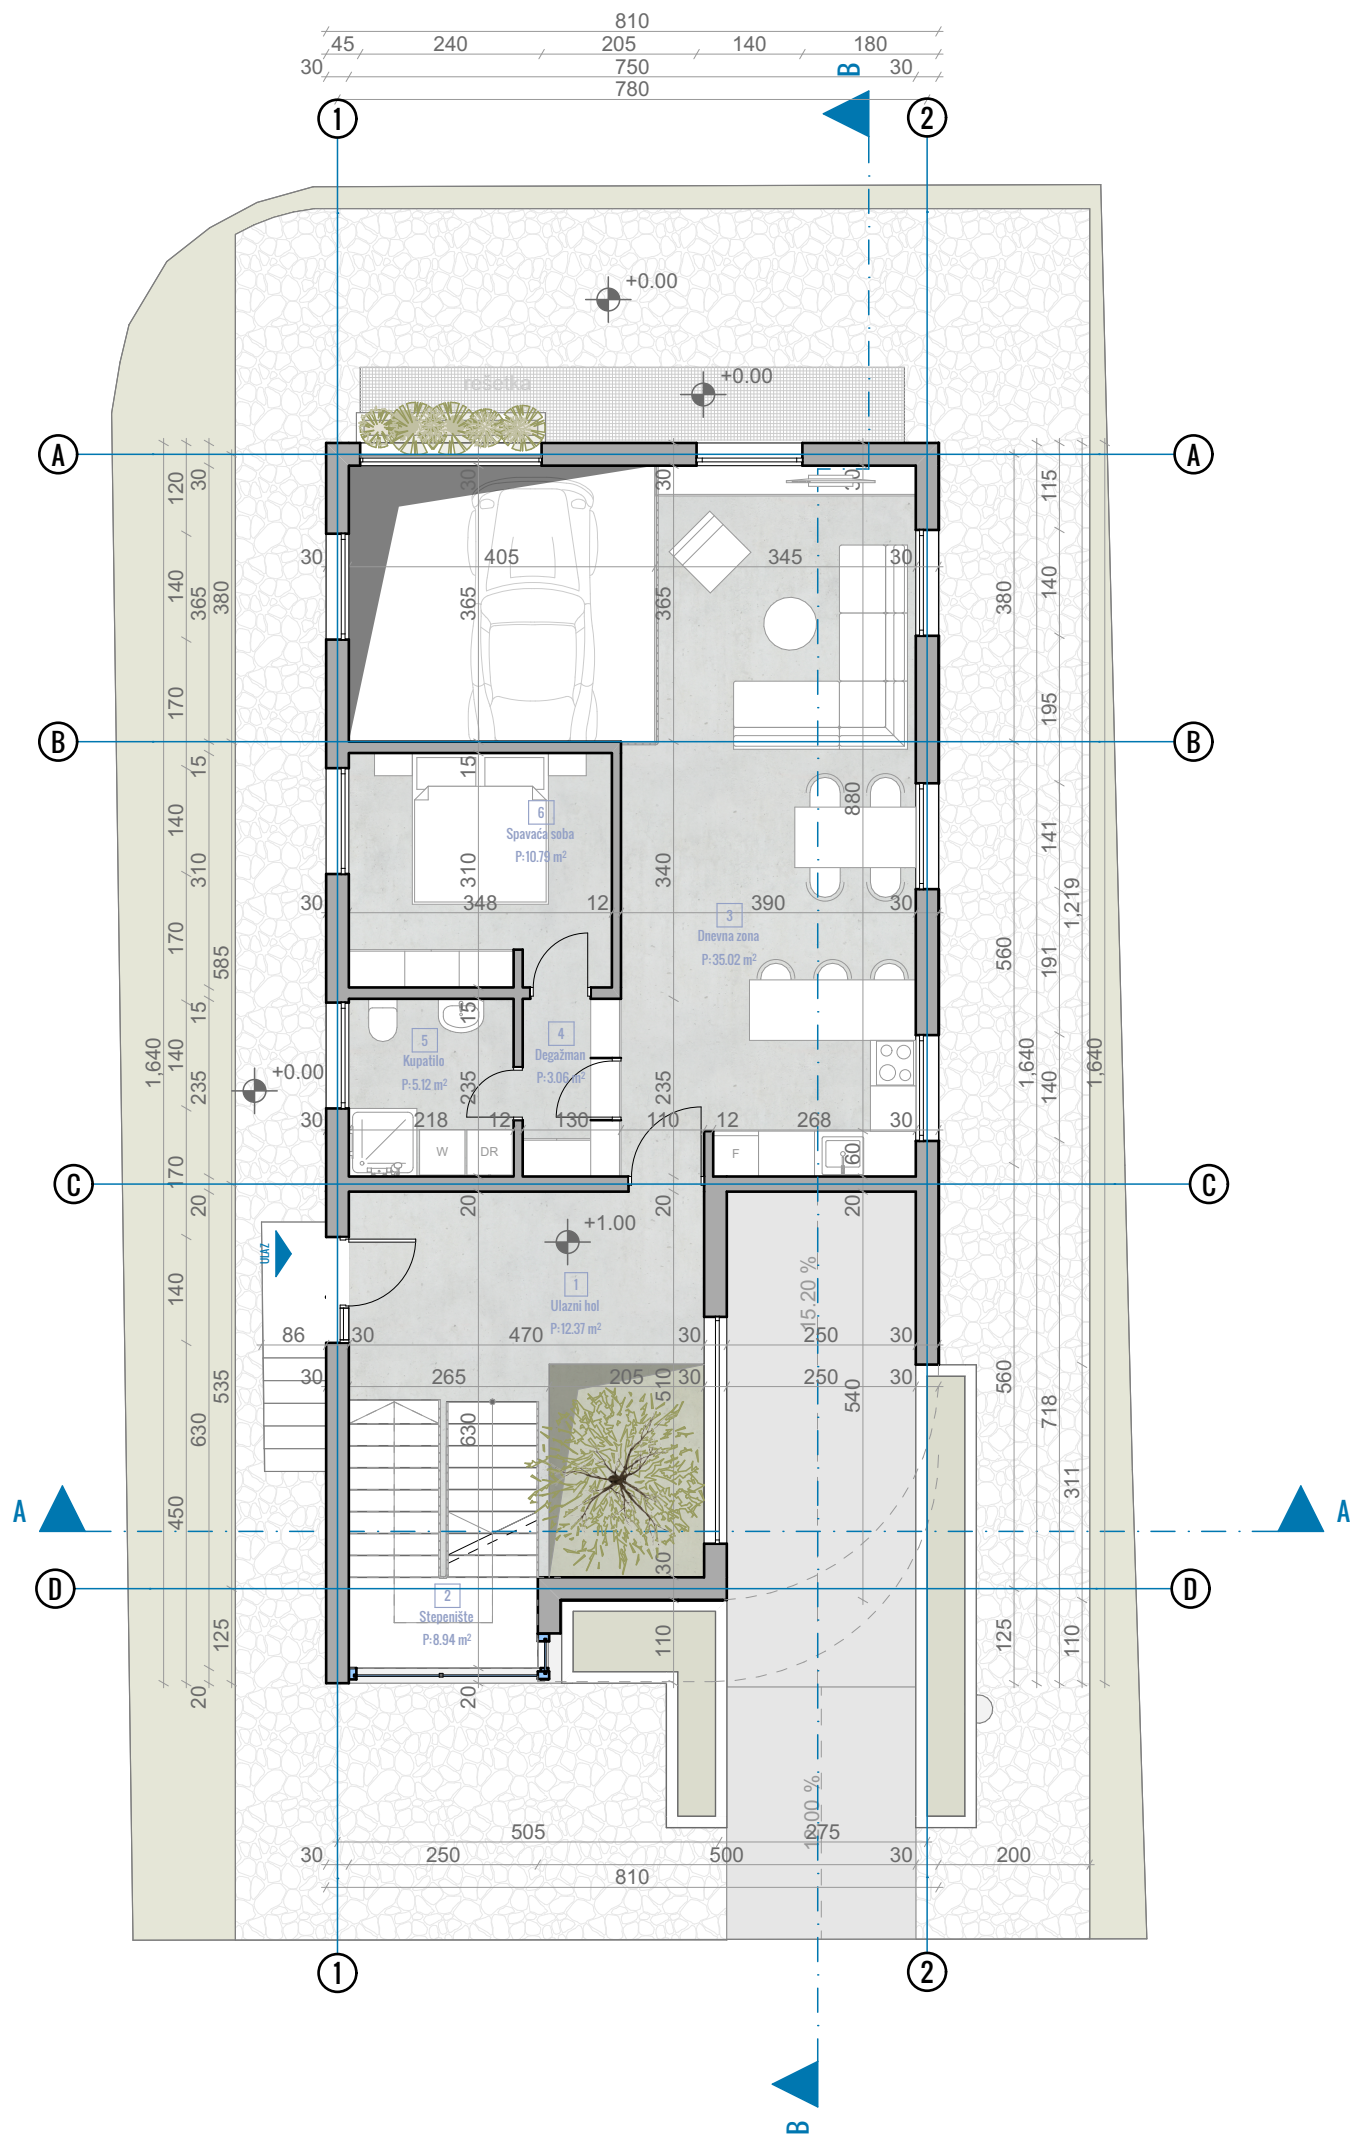 810
45 240 205 140 180
30 750 30
780
B
1 2
+0.00
+0.00
rešetka
A A
120 30 30 30 30 115
30 405 345 30
140 365 380 365 365 380 140
170 195
B B
15 15
140 880 141
6
Spavaća soba
P:10.79 m²
310 310 340
30 348 12 390 30
1,219
3
Dnevna zona
P:35.02 m²
170 585 560 191
15 15
5
Kupatilo
P:5.12 m²
4
Degažman
P:3.06 m²
+0.00
1,640 140 235 235 235 1,640 140 1,640
30 218 12 130 110 12 268 30
W DR F 60
170
C C
20 20 20 20
+1.00
ULAZ
1
Ulazni hol
P:12.37 m²
15.20 %
140
86 30 470 30 250 30
30 265 205 30 250 30
535 510 540 560
630 630 718
311
450
A A
30
D D
2
Stepenište
P:8.94 m²
125 110 125 110
20 20
505 275
30 250 500 30 200
810
1 2
B